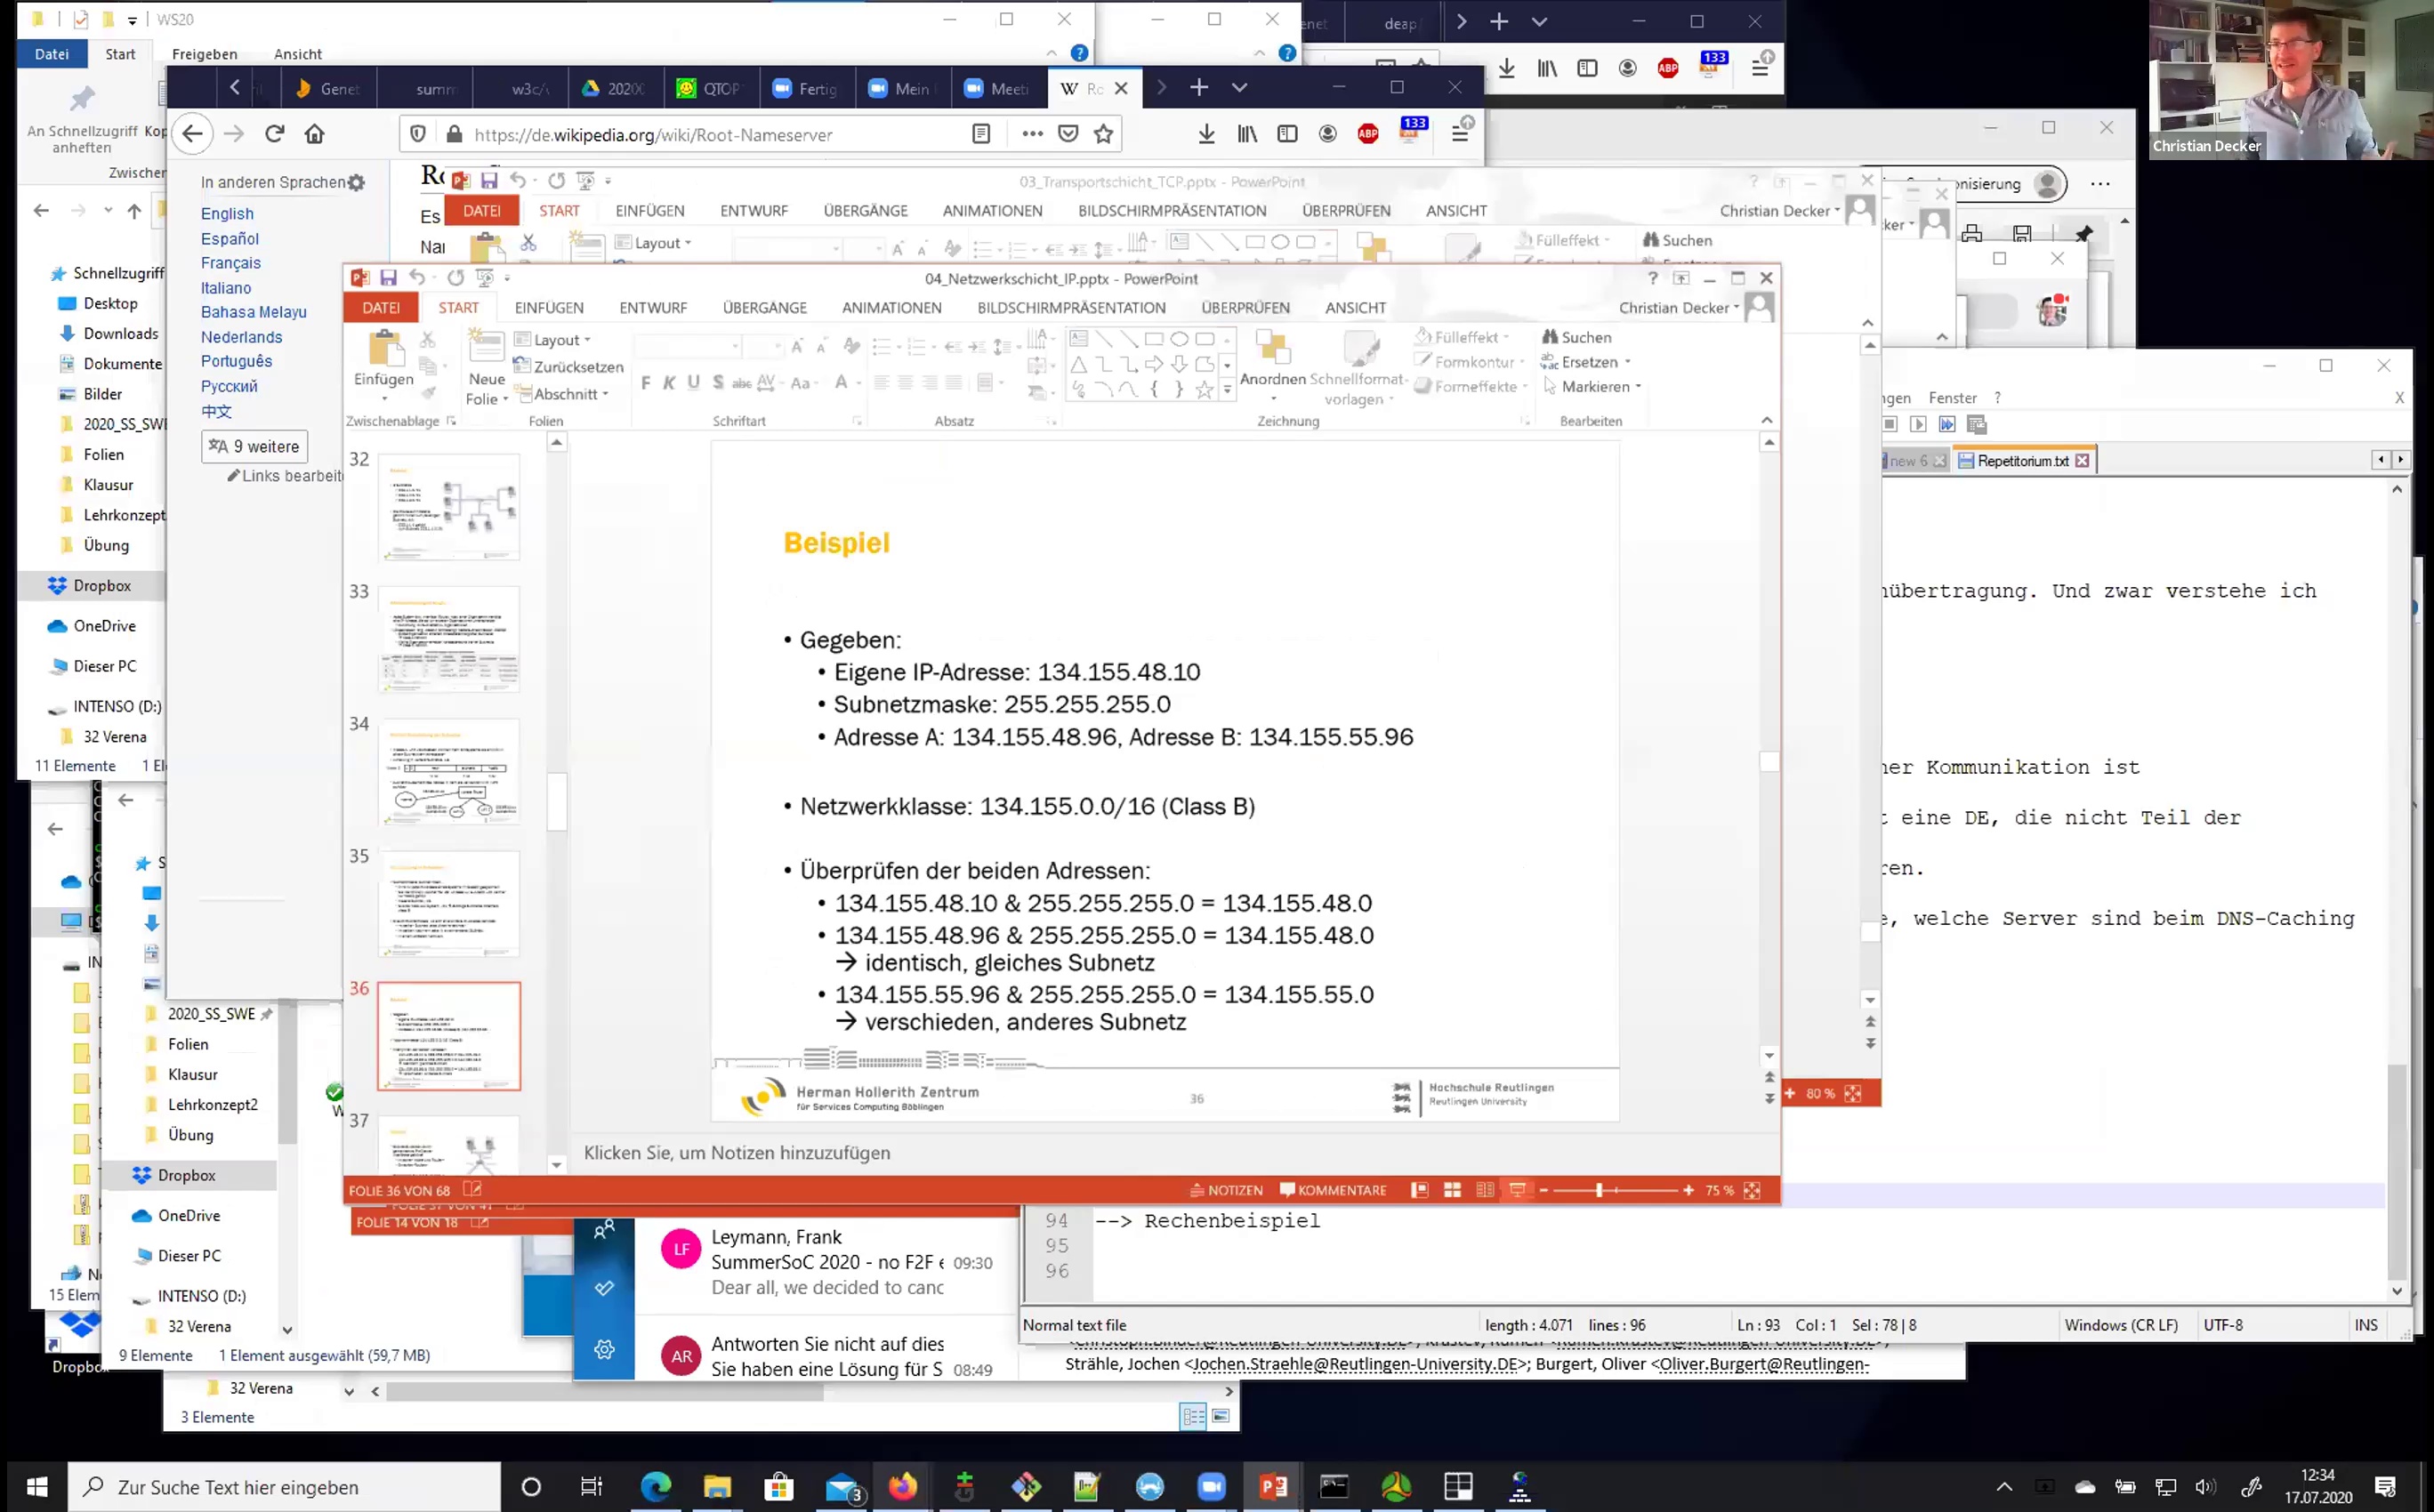 WS20
Datei Start Freigeben Ansicht
An Schnellzugriff
anheften
Zwischen
Schnellzugriff
Desktop
Downloads
Dokumente
Bilder
2020_SS_SWE
Folien
Klausur
Lehrkonzept
Übung
Dropbox
OneDrive
Dieser PC
INTENSO (D:)
32 Verena
11 Elemente
deap
133
Genet
w3c/
QTOP
Fertig
Mein
Meeti
https://de.wikipedia.org/wiki/Root-Nameserver
ABP
133
ABP
Christian Decker
In anderen Sprachen
English
Español
Français
Italiano
Bahasa Melayu
Nederlands
Português
Русский
中文
9 weitere
Links bearbeit
Es
03_Transportschicht_TCP.pptx - PowerPoint
DATEI START EINFÜGEN ENTWURF ÜBERGÄNGE ANIMATIONEN BILDSCHIRMPRÄSENTATION ÜBERPRÜFEN ANSICHT
Christian Decker
Layout
Fülleffekt
Suchen
04_Netzwerkschicht_IP.pptx - PowerPoint
DATEI START EINFÜGEN ENTWURF ÜBERGÄNGE ANIMATIONEN BILDSCHIRMPRÄSENTATION ÜBERPRÜFEN ANSICHT
Christian Decker
Einfügen
Neue
Folie
Layout
Zurücksetzen
Abschnitt
F K U S abc AV Aa A
Anordnen
Schnellformat-
vorlagen
Fülleffekt
Formkontur
Formeffekte
Suchen
Ersetzen
Markieren
Zwischenablage Folien Schriftart Absatz Zeichnung Bearbeiten
32
33
34
35
36
37
Beispiel
• Gegeben:
• Eigene IP-Adresse: 134.155.48.10
• Subnetzmaske: 255.255.255.0
• Adresse A: 134.155.48.96, Adresse B: 134.155.55.96
• Netzwerkklasse: 134.155.0.0/16 (Class B)
• Überprüfen der beiden Adressen:
• 134.155.48.10 & 255.255.255.0 = 134.155.48.0
• 134.155.48.96 & 255.255.255.0 = 134.155.48.0
→ identisch, gleiches Subnetz
• 134.155.55.96 & 255.255.255.0 = 134.155.55.0
→ verschieden, anderes Subnetz
Herman Hollerith Zentrum
für Services Computing Böblingen
36
Hochschule Reutlingen
Reutlingen University
Klicken Sie, um Notizen hinzuzufügen
FOLIE 36 VON 68
NOTIZEN KOMMENTARE
75 %
FOLIE 14 VON 18
80 %
Fenster ?
new 6
Repetitorium.txt
nübertragung. Und zwar verstehe ich
ner Kommunikation ist
t eine DE, die nicht Teil der
ren.
e, welche Server sind beim DNS-Caching
94 --> Rechenbeispiel
95
96
Normal text file
length : 4.071 lines : 96
Ln : 93 Col : 1 Sel : 78 | 8
Windows (CR LF)
UTF-8
INS
2020_SS_SWE
Folien
Klausur
Lehrkonzept2
Übung
Dropbox
OneDrive
Dieser PC
INTENSO (D:)
32 Verena
9 Elemente 1 Element ausgewählt (59,7 MB)
LF
Leymann, Frank
SummerSoC 2020 - no F2F
09:30
Dear all, we decided to canc
AR
Antworten Sie nicht auf dies
Sie haben eine Lösung für S
08:49
Strähle, Jochen <Jochen.Straehle@Reutlingen-University.DE>; Burgert, Oliver <Oliver.Burgert@Reutlingen-
32 Verena
3 Elemente
Zur Suche Text hier eingeben
3
12:34
17.07.2020